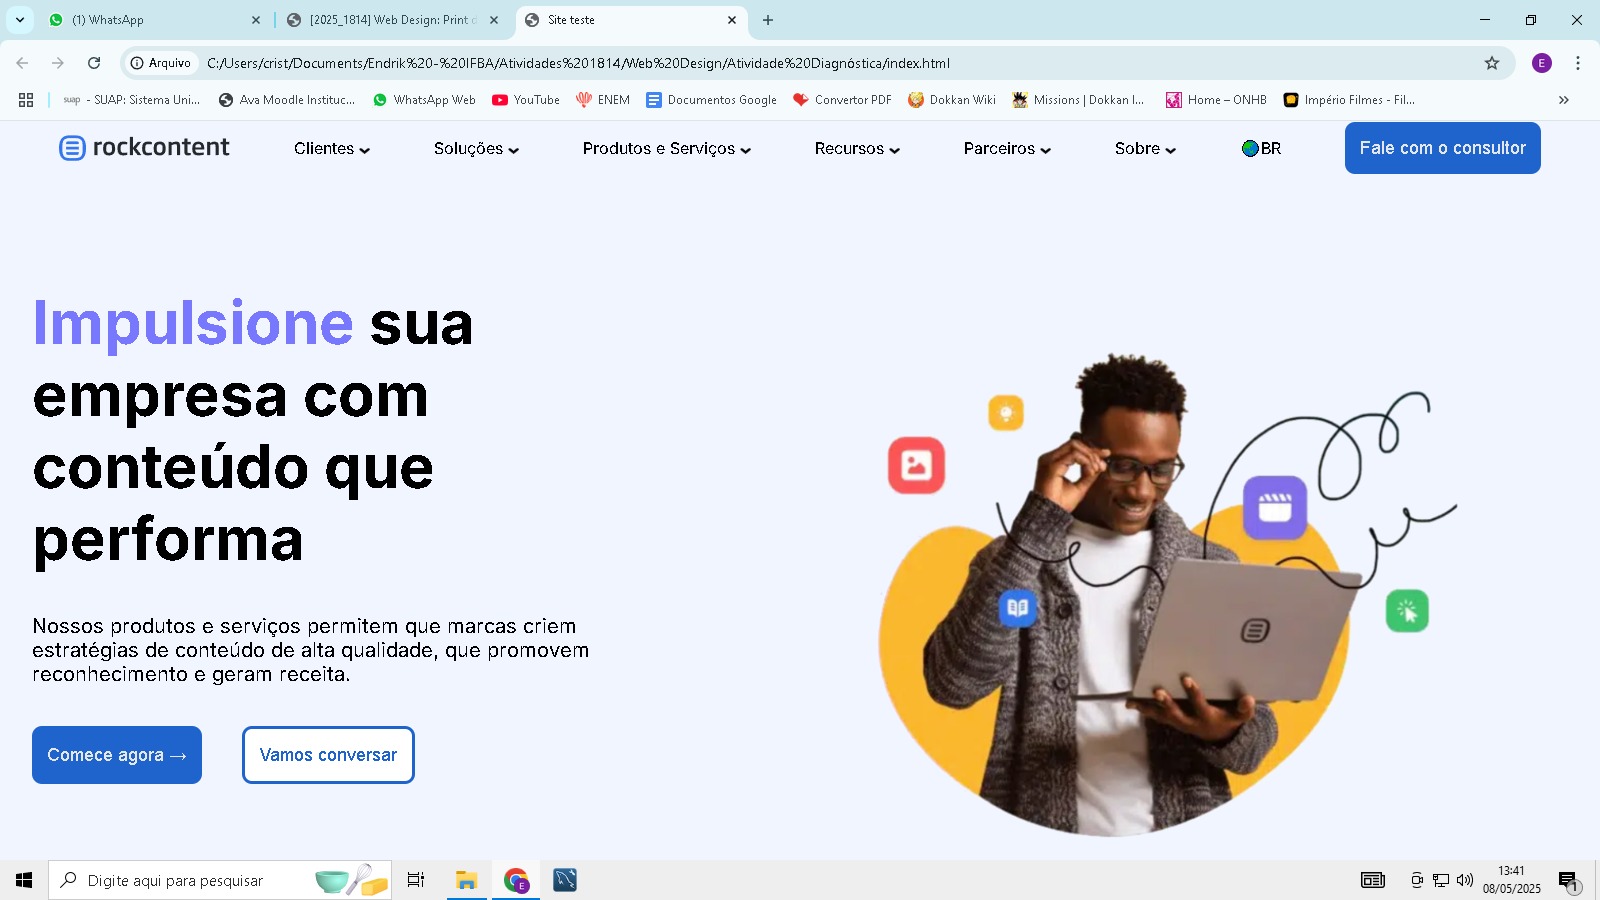 (1) WhatsApp
[2025_1814] Web Design: Print d
Site teste
Arquivo
C:/Users/crist/Documents/Endrik%20-%20IFBA/Atividades%201814/Web%20Design/Atividade%20Diagnóstica/index.html
E
suap - SUAP: Sistema Uni...
Ava Moodle Instituc...
WhatsApp Web
YouTube
ENEM
Documentos Google
Convertor PDF
Dokkan Wiki
Missions | Dokkan I...
Home – ONHB
Império Filmes - Fil...
rockcontent
Clientes
Soluções
Produtos e Serviços
Recursos
Parceiros
Sobre
BR
Fale com o consultor
Impulsione sua
empresa com
conteúdo que
performa
Nossos produtos e serviços permitem que marcas criem
estratégias de conteúdo de alta qualidade, que promovem
reconhecimento e geram receita.
Comece agora →
Vamos conversar
Digite aqui para pesquisar
E
13:41
08/05/2025
1